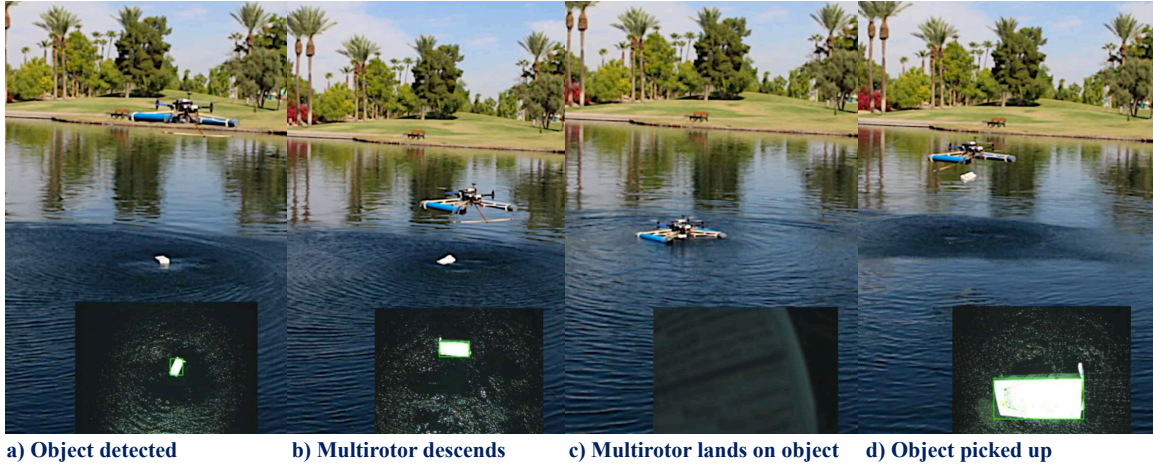 a) Object detected
b) Multirotor descends
c) Multirotor lands on object
d) Object picked up